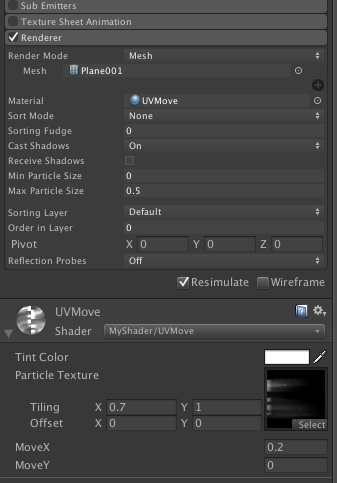 Sub Emitters
Texture Sheet Animation
Renderer
Render Mode Mesh
Mesh Plane001
Material UVMove
Sort Mode None
Sorting Fudge 0
Cast Shadows On
Receive Shadows
Min Particle Size 0
Max Particle Size 0.5
Sorting Layer Default
Order in Layer 0
Pivot X 0 Y 0 Z 0
Reflection Probes Off
Resimulate Wireframe
UVMove
Shader MyShader/UVMove
Tint Color
Particle Texture
Tiling X 0.7 Y 1
Offset X 0 Y 0
Select
MoveX 0.2
MoveY 0